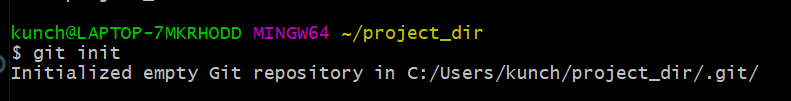 kunch@LAPTOP-7MKRHODD MINGW64 ~/project_dir
$ git init
Initialized empty Git repository in C:/Users/kunch/project_dir/.git/